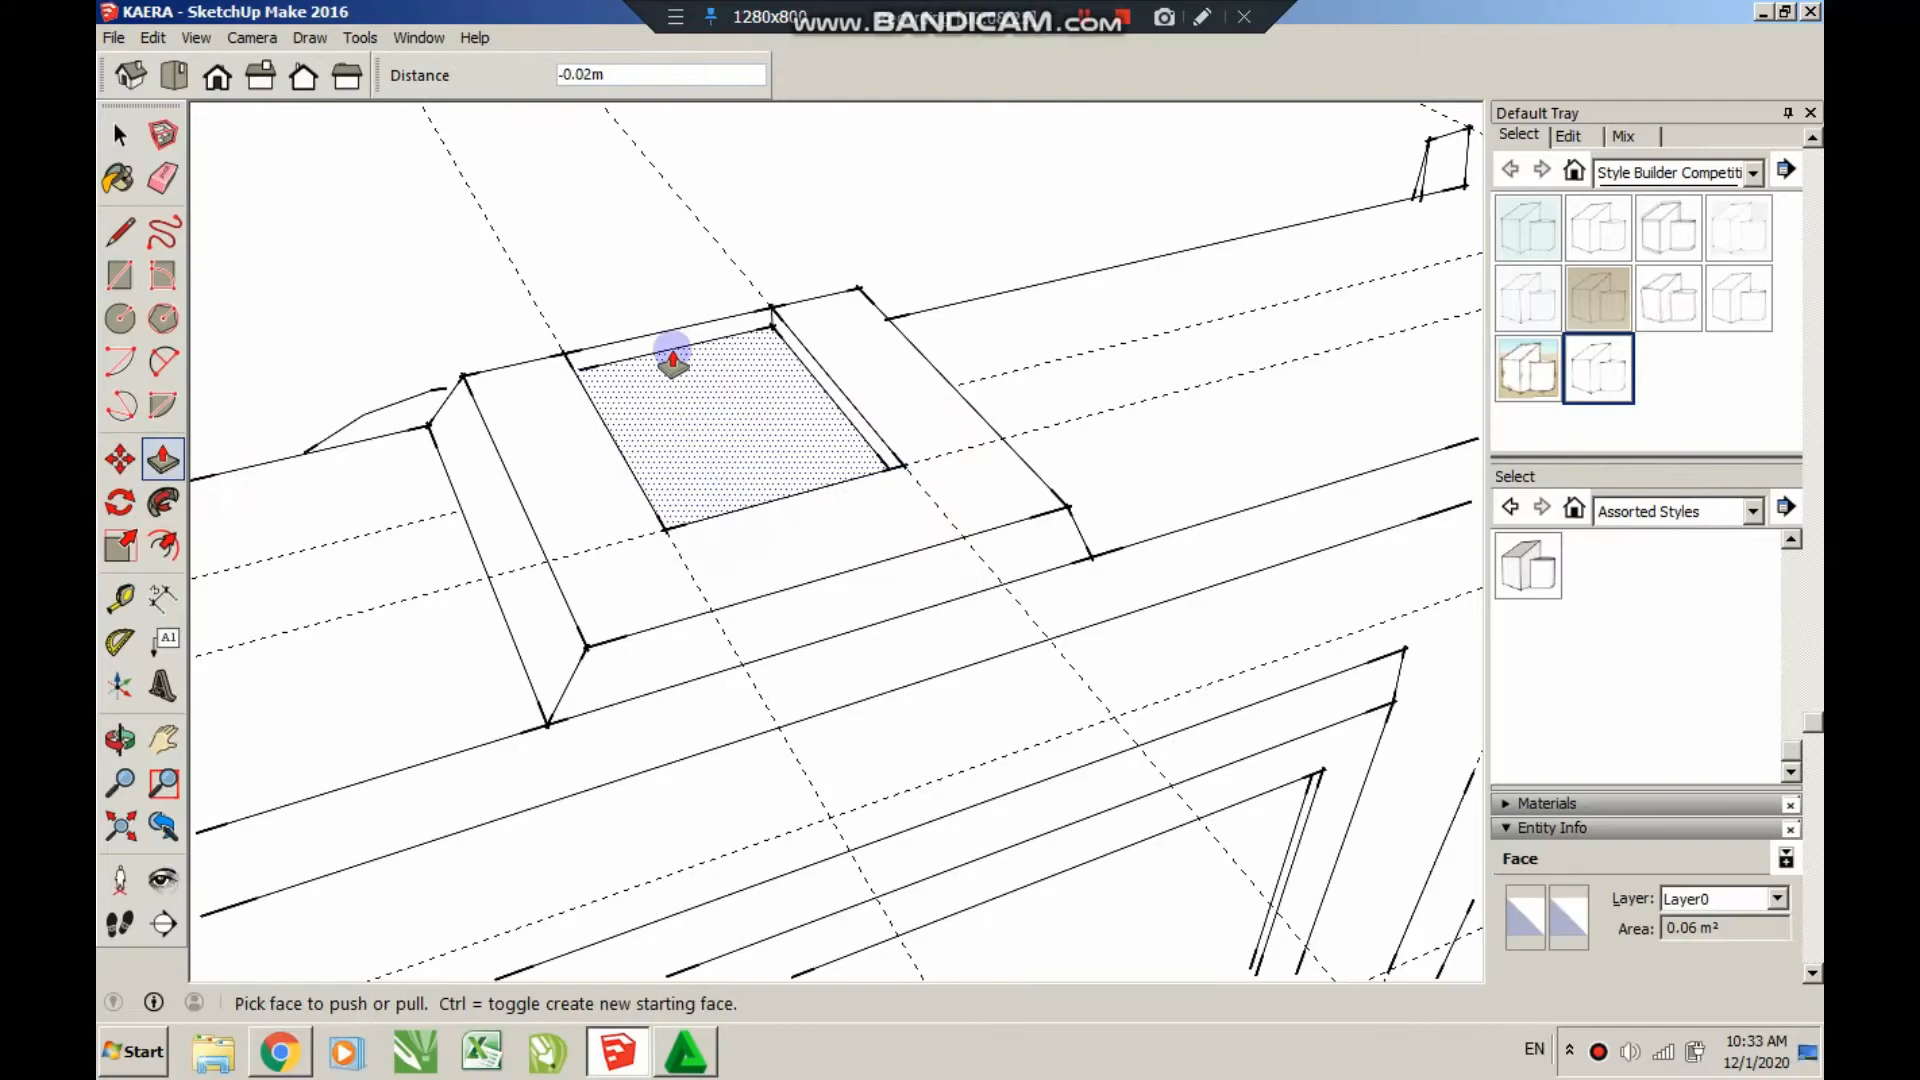 KAERA - SketchUp Make 2016
1280x800
www.BANDICAM.com
File Edit View Camera Draw Tools Window Help
Distance -0.02m
Default Tray
Select Edit Mix
Style Builder Competiti
A1
Select
Assorted Styles
Materials
Entity Info
Face
Layer: Layer0
Area: 0.06 m²
Pick face to push or pull. Ctrl = toggle create new starting face.
Start
EN
10:33 AM
12/1/2020